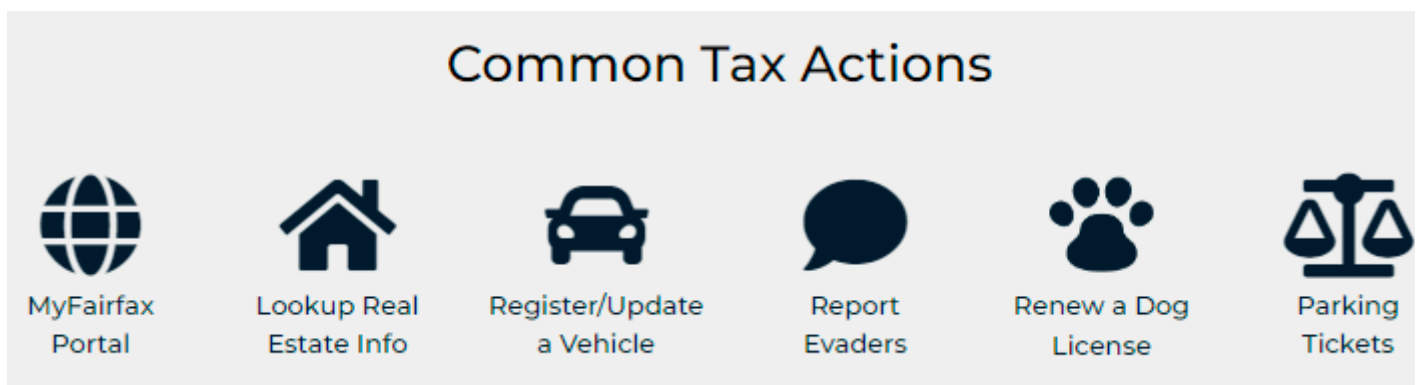 Common Tax Actions
MyFairfax
Portal
Lookup Real
Estate Info
Register/Update
a Vehicle
Report
Evaders
Renew a Dog
License
Parking
Tickets